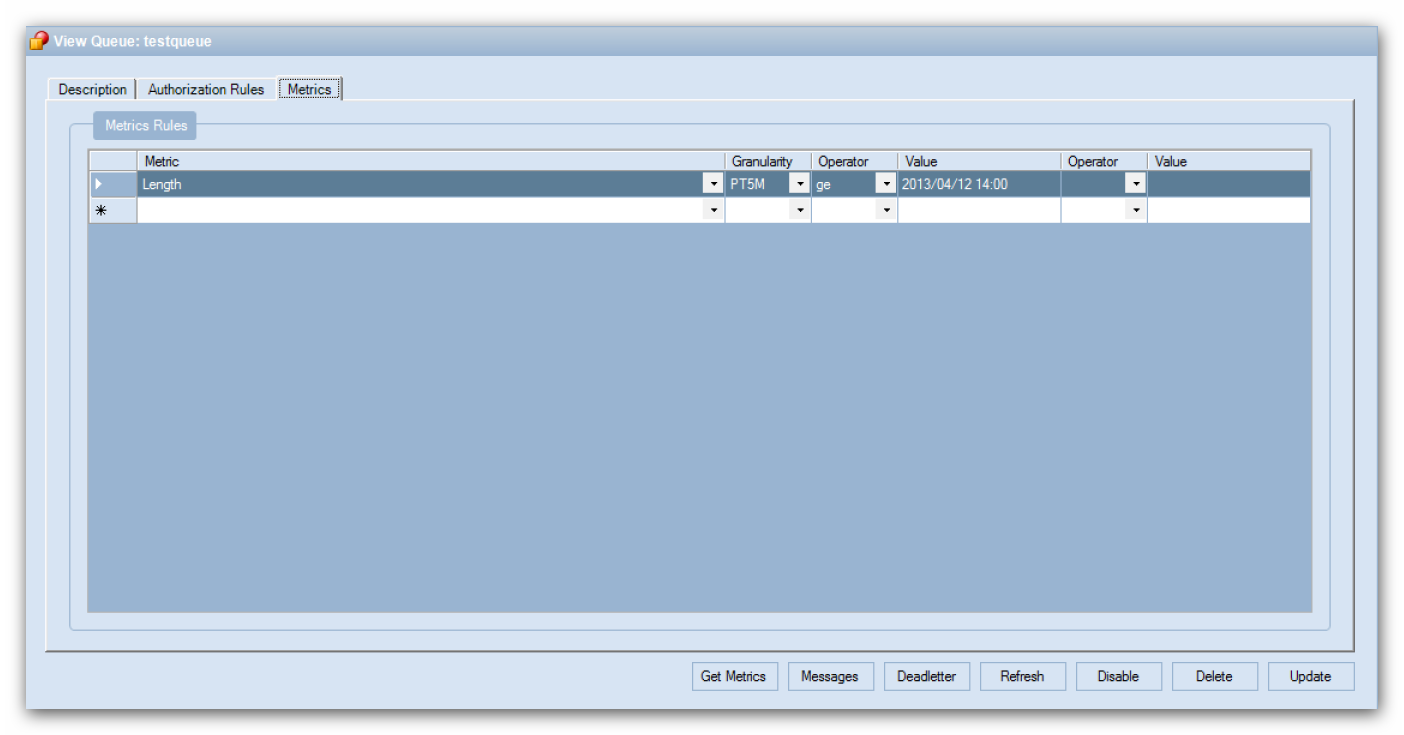 View Queue: testqueue
Description Authorization Rules Metrics
Metrics Rules
Metric Granularity Operator Value Operator Value
Length PT5M ge 2013/04/12 14:00
Get Metrics Messages Deadletter Refresh Disable Delete Update